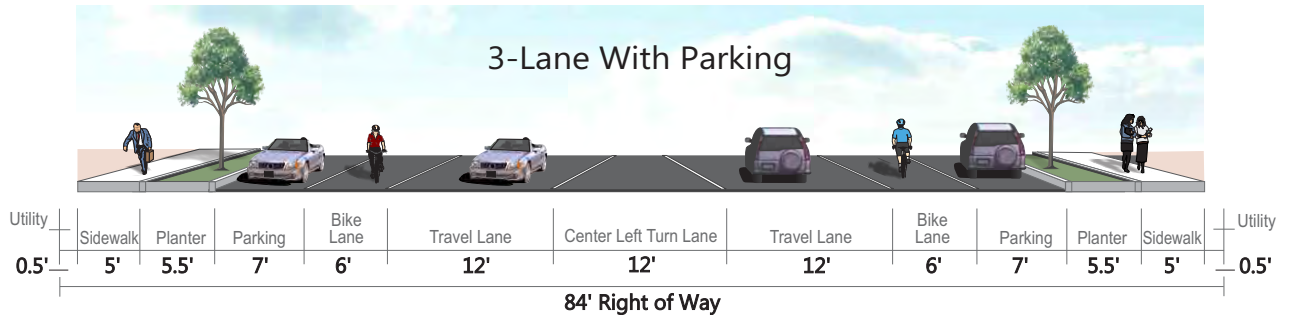 3-Lane With Parking
Utility Sidewalk Planter Parking Bike Lane Travel Lane Center Left Turn Lane Travel Lane Bike Lane Parking Planter Sidewalk Utility
0.5' 5' 5.5' 7' 6' 12' 12' 12' 6' 7' 5.5' 5' 0.5'
84' Right of Way